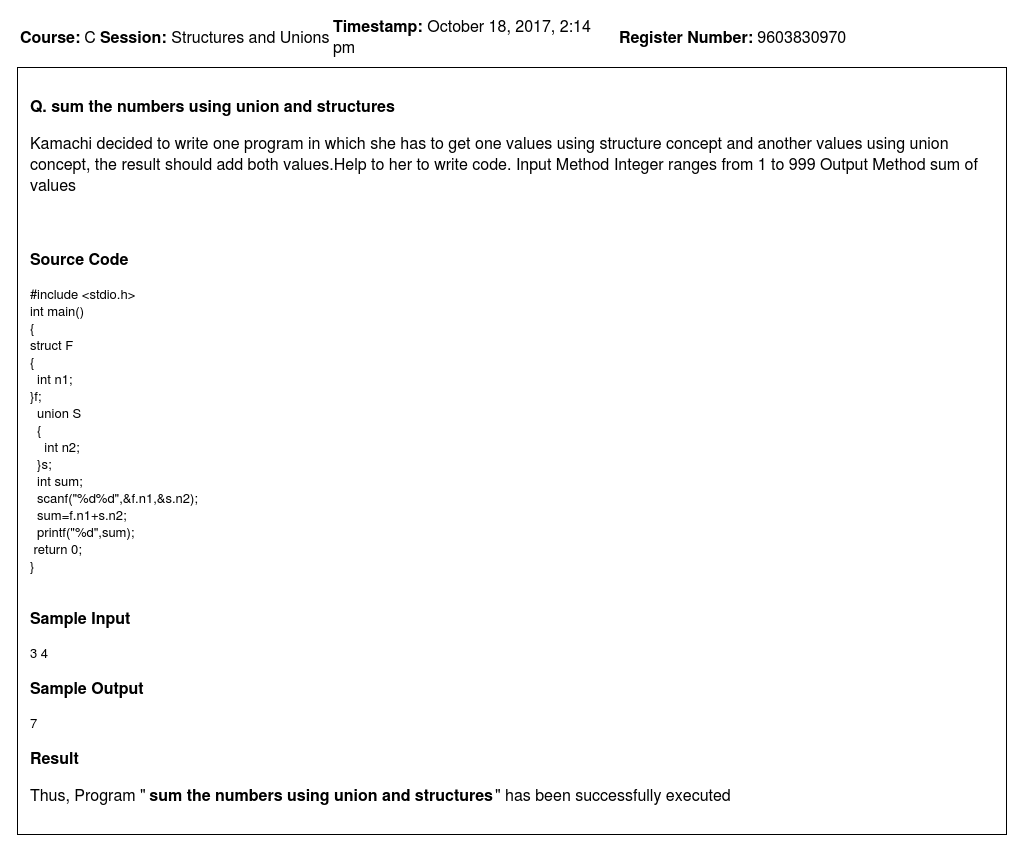 Course: C Session: Structures and Unions Timestamp: October 18, 2017, 2:14 pm Register Number: 9603830970
Q. sum the numbers using union and structures
Kamachi decided to write one program in which she has to get one values using structure concept and another values using union
concept, the result should add both values.Help to her to write code. Input Method Integer ranges from 1 to 999 Output Method sum of
values
Source Code
#include <stdio.h>
int main()
{
struct F
{
  int n1;
}f;
  union S
  {
    int n2;
  }s;
  int sum;
  scanf("%d%d",&f.n1,&s.n2);
  sum=f.n1+s.n2;
  printf("%d",sum);
 return 0;
}
Sample Input
3 4
Sample Output
7
Result
Thus, Program " sum the numbers using union and structures" has been successfully executed